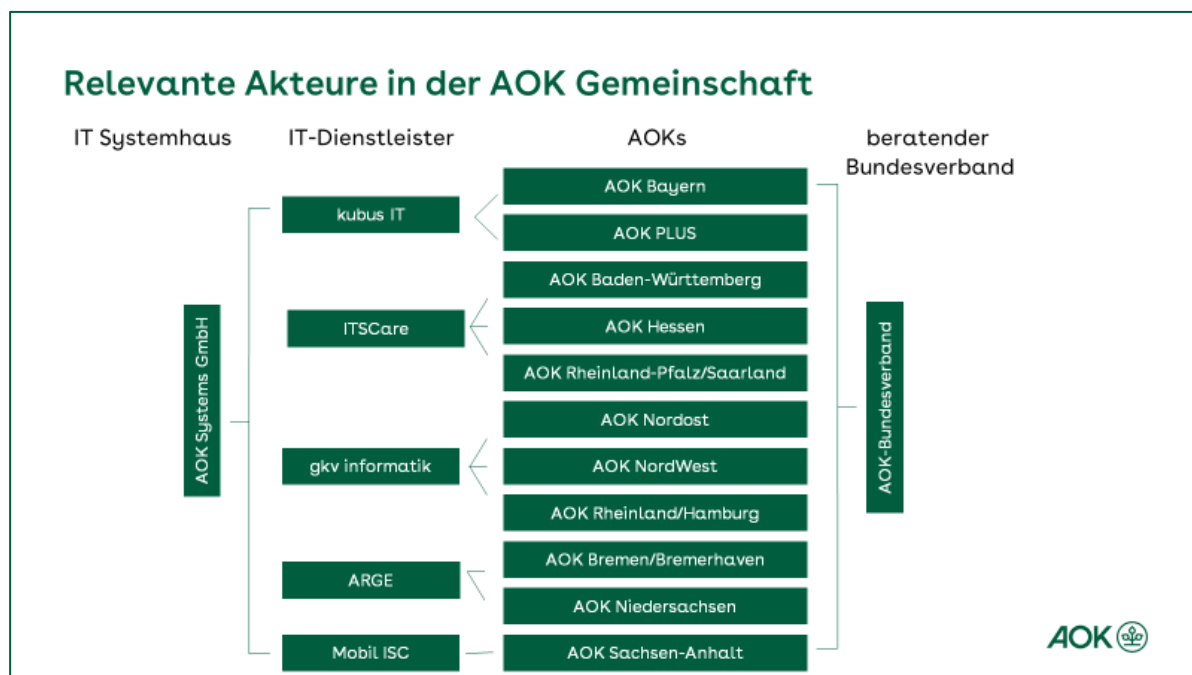 Relevante Akteure in der AOK Gemeinschaft
IT Systemhaus
IT-Dienstleister
AOKs
beratender
Bundesverband
AOK Systems GmbH
kubus IT
ITSCare
gkv informatik
ARGE
Mobil ISC
AOK Bayern
AOK PLUS
AOK Baden-Württemberg
AOK Hessen
AOK Rheinland-Pfalz/Saarland
AOK Nordost
AOK NordWest
AOK Rheinland/Hamburg
AOK Bremen/Bremerhaven
AOK Niedersachsen
AOK Sachsen-Anhalt
AOK-Bundesverband
AOK